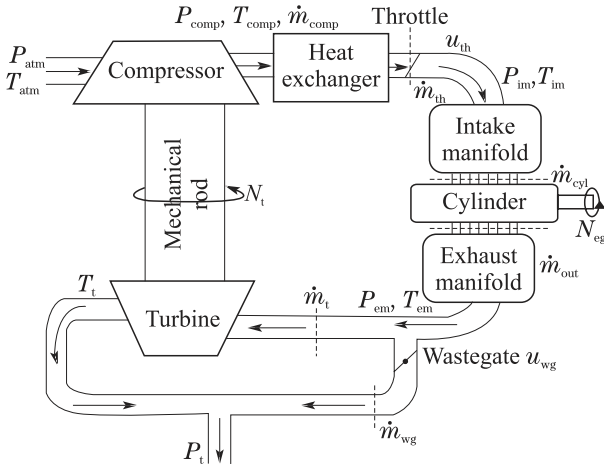 P_comp, T_comp, ṁ_comp
Throttle
P_atm
T_atm
Compressor
Heat
exchanger
u_th
ṁ_th
P_im, T_im
Intake
manifold
ṁ_cyl
Cylinder
N_eg
Mechanical
rod
N_t
Exhaust
manifold
ṁ_out
T_t
Turbine
ṁ_t
P_em, T_em
Wastegate u_wg
ṁ_wg
P_t